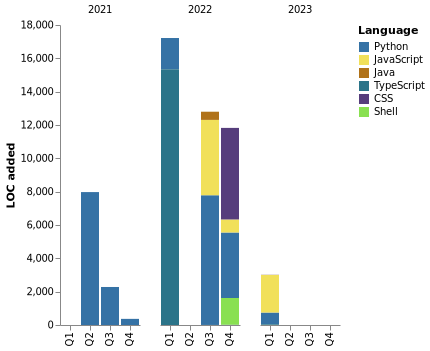 2021 2022 2023
Language
Python
JavaScript
Java
TypeScript
CSS
Shell
LOC added
18,000
16,000
14,000
12,000
10,000
8,000
6,000
4,000
2,000
0
Q1 Q2 Q3 Q4 Q1 Q2 Q3 Q4 Q1 Q2 Q3 Q4